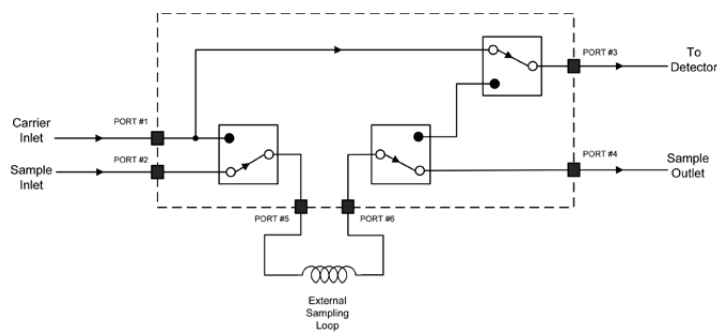 PORT #3
To
Detector
Carrier
Inlet
PORT #1
PORT #2
Sample
Inlet
PORT #4
Sample
Outlet
PORT #5
PORT #6
External
Sampling
Loop